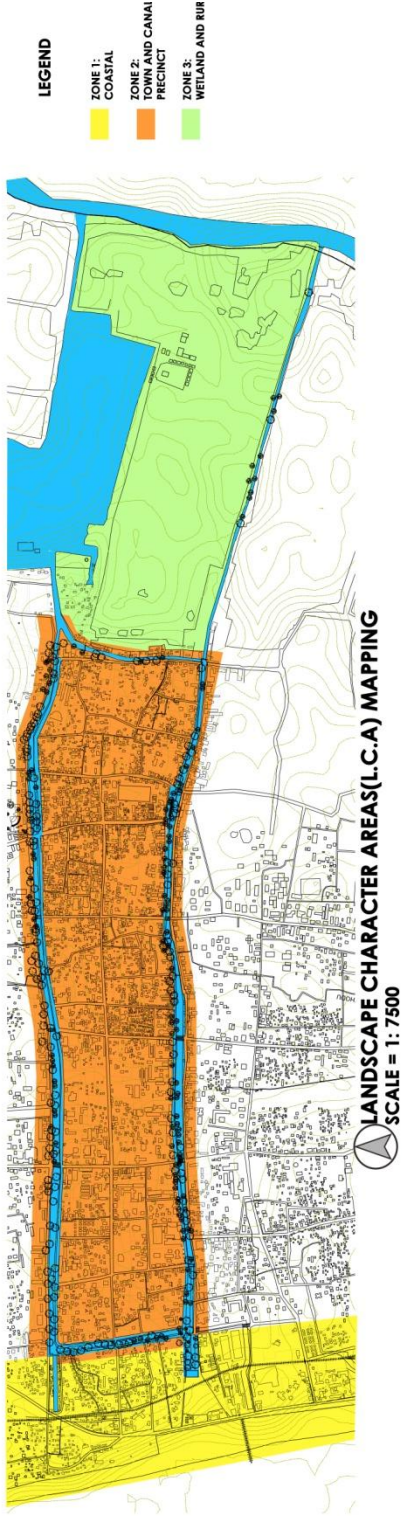 LEGEND
ZONE 1:
COASTAL
ZONE 2:
TOWN AND CANAL
PRECINCT
ZONE 3:
WETLAND AND RUR
LANDSCAPE CHARACTER AREAS(L.C.A) MAPPING
SCALE = 1: 7500